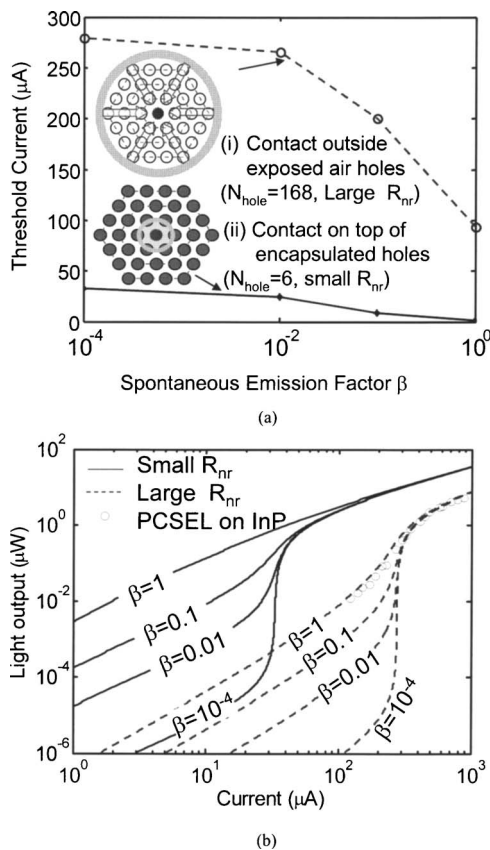 (a)
Threshold Current (µA)
300
250
200
150
100
50
0
(i) Contact outside
exposed air holes
(N_hole=168, Large R_nr)
(ii) Contact on top of
encapsulated holes
(N_hole=6, small R_nr)
10^-4
10^-2
10^0
Spontaneous Emission Factor β
(a)
Light output (µW)
10^2
10^0
10^-2
10^-4
10^-6
Small R_nr
Large R_nr
PCSEL on InP
β=1
β=0.1
β=0.01
β=10^-4
β=1
β=0.1
β=0.01
β=10^-4
10^0
10^1
10^2
10^3
Current (µA)
(b)